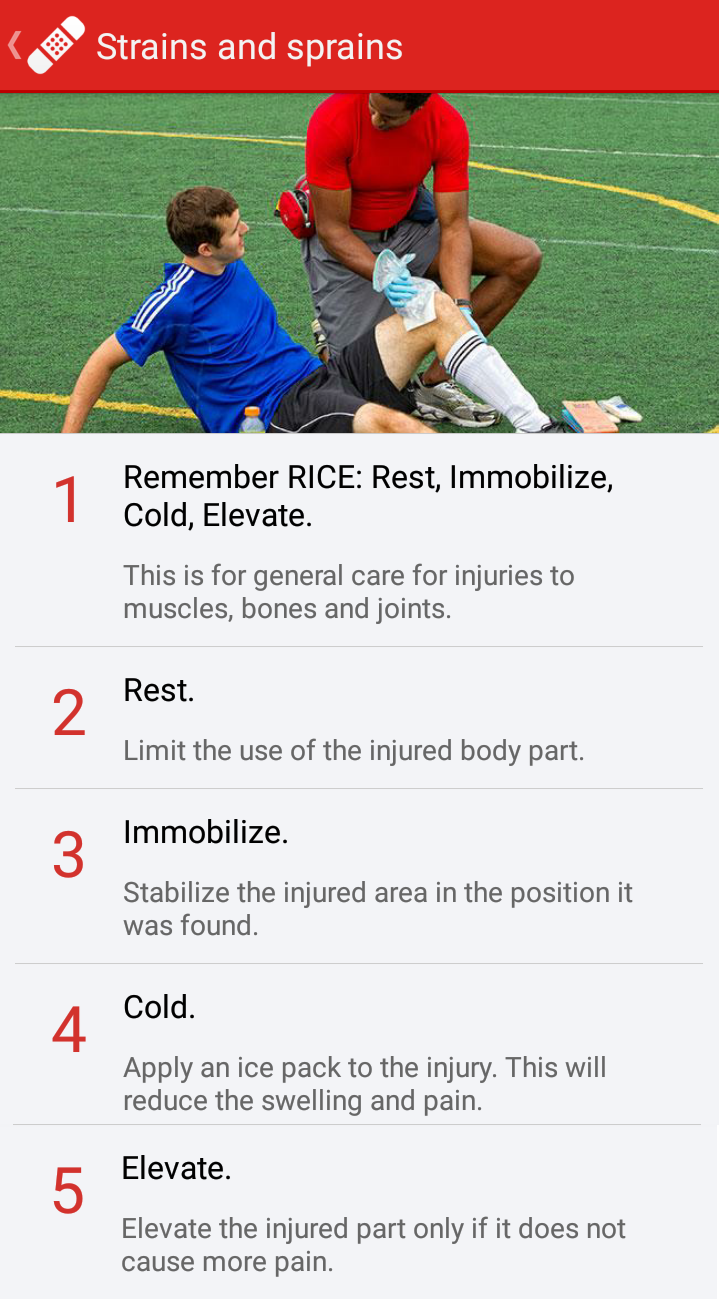 Strains and sprains
1
Remember RICE: Rest, Immobilize,
Cold, Elevate.
This is for general care for injuries to
muscles, bones and joints.
2
Rest.
Limit the use of the injured body part.
3
Immobilize.
Stabilize the injured area in the position it
was found.
4
Cold.
Apply an ice pack to the injury. This will
reduce the swelling and pain.
5
Elevate.
Elevate the injured part only if it does not
cause more pain.